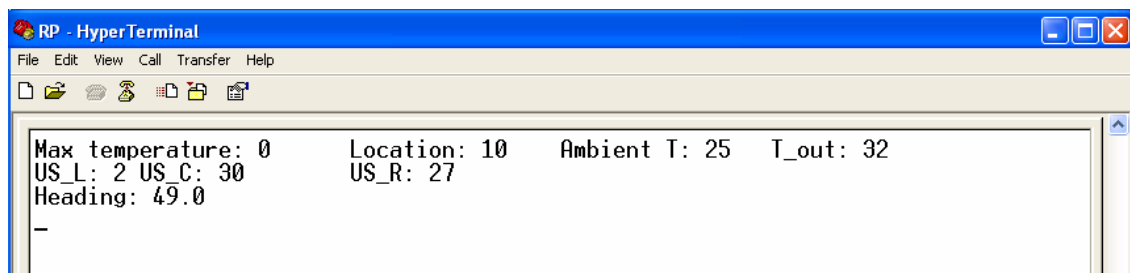 RP - HyperTerminal
File Edit View Call Transfer Help
Max temperature: 0 Location: 10 Ambient T: 25 T_out: 32
US_L: 2 US_C: 30 US_R: 27
Heading: 49.0
_